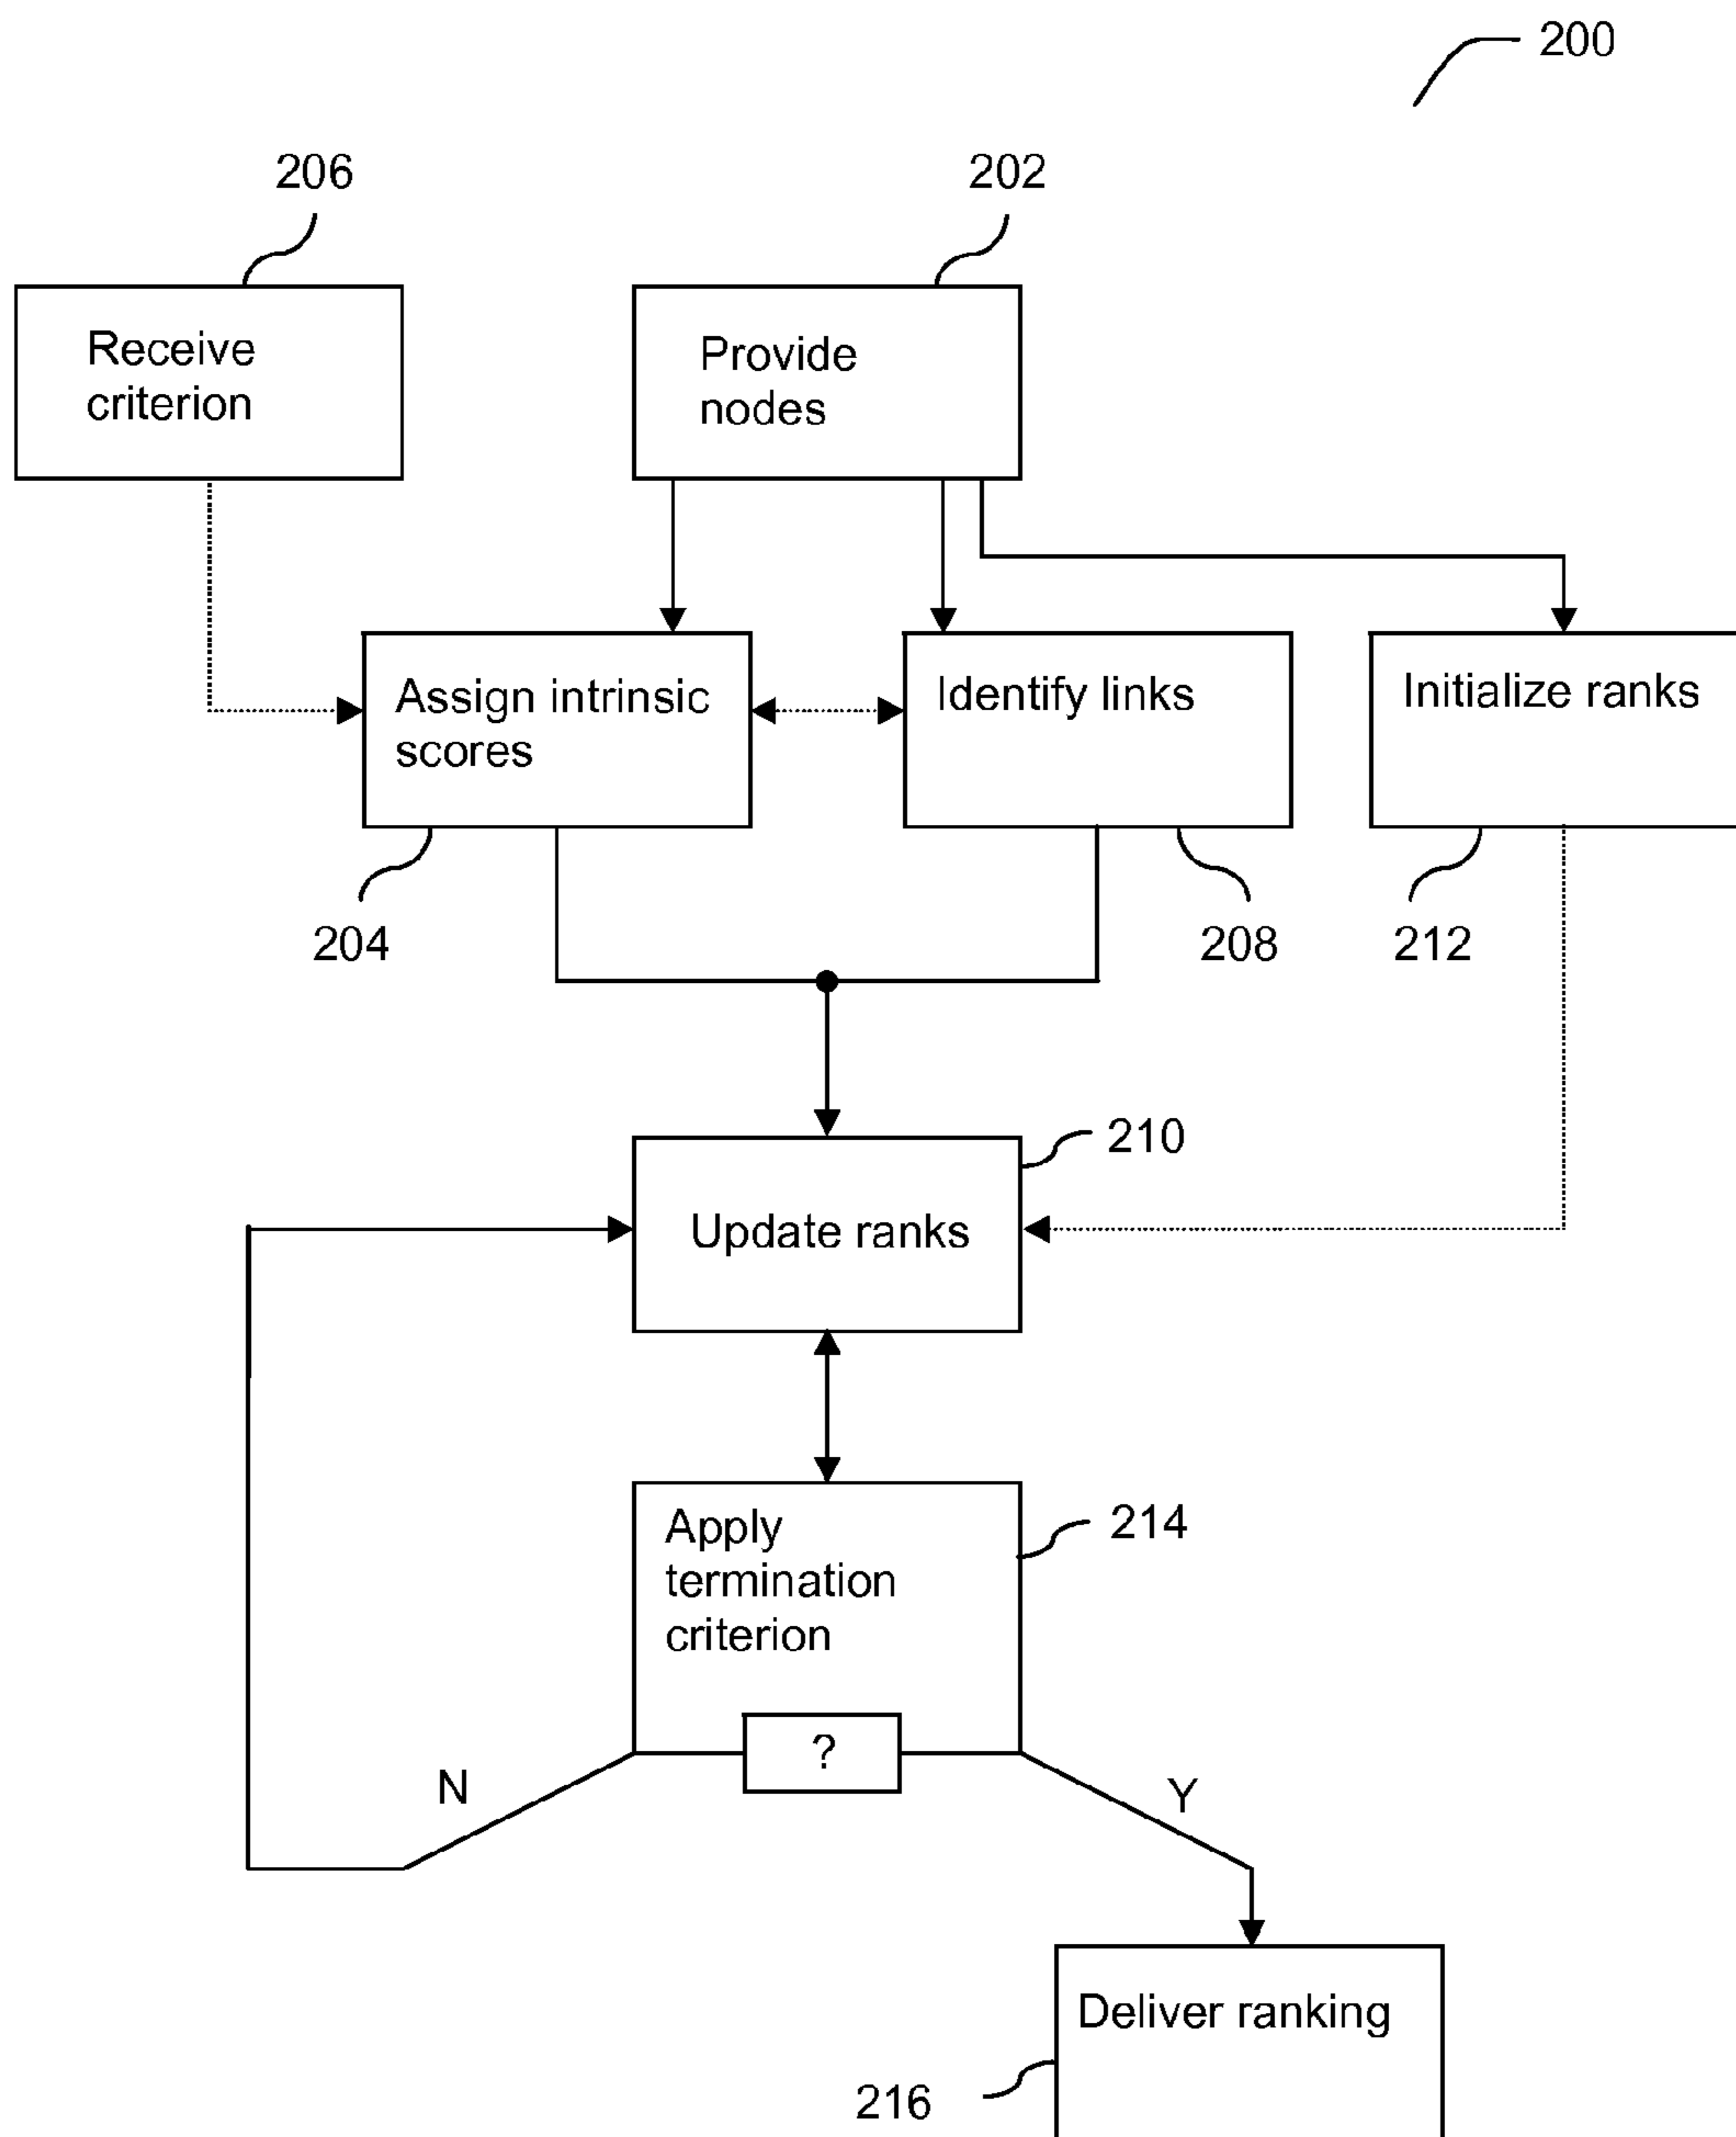 200
206
202
Receive
criterion
Provide
nodes
Assign intrinsic
scores
Identify links
Initialize ranks
204
208
212
210
Update ranks
Apply
termination
criterion
214
?
N
Y
Deliver ranking
216